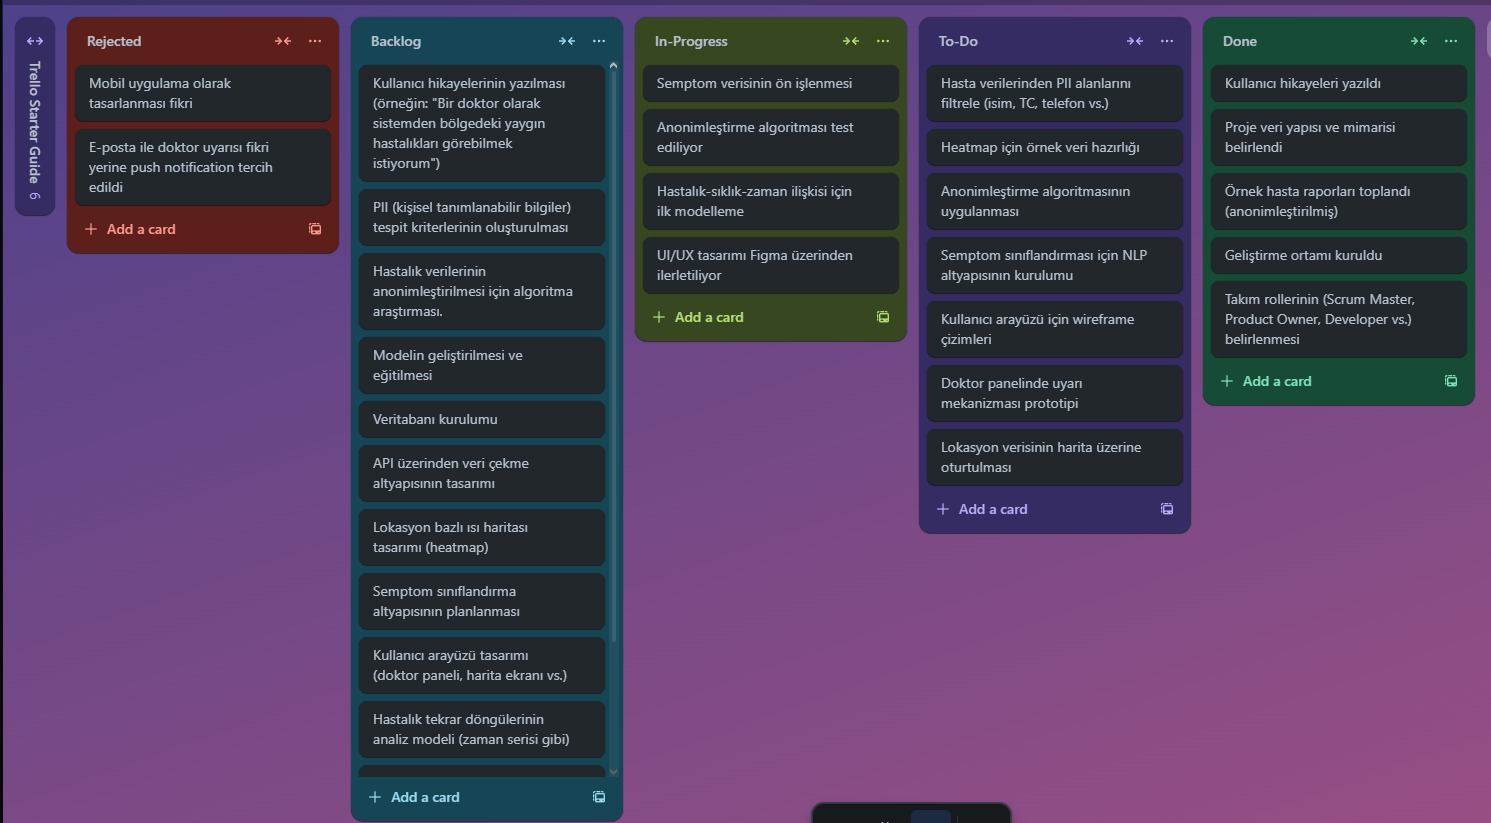 Trello Starter Guide 6
Rejected
Mobil uygulama olarak
tasarlanması fikri
E-posta ile doktor uyarısı fikri
yerine push notification tercih
edildi
Add a card
Backlog
Kullanıcı hikayelerinin yazılması
(örneğin: "Bir doktor olarak
sistemden bölgedeki yaygın
hastalıkları görebilmek
istiyorum")
PII (kişisel tanımlanabilir bilgiler)
tespit kriterlerinin oluşturulması
Hastalık verilerinin
anonimleştirilmesi için algoritma
araştırması.
Modelin geliştirilmesi ve
eğitilmesi
Veritabanı kurulumu
API üzerinden veri çekme
altyapısının tasarımı
Lokasyon bazlı ısı haritası
tasarımı (heatmap)
Semptom sınıflandırma
altyapısının planlanması
Kullanıcı arayüzü tasarımı
(doktor paneli, harita ekranı vs.)
Hastalık tekrar döngülerinin
analiz modeli (zaman serisi gibi)
Add a card
In-Progress
Semptom verisinin ön işlenmesi
Anonimleştirme algoritması test
ediliyor
Hastalık-sıklık-zaman ilişkisi için
ilk modelleme
UI/UX tasarımı Figma üzerinden
ilerletiliyor
Add a card
To-Do
Hasta verilerinden PII alanlarını
filtrele (isim, TC, telefon vs.)
Heatmap için örnek veri hazırlığı
Anonimleştirme algoritmasının
uygulanması
Semptom sınıflandırması için NLP
altyapısının kurulumu
Kullanıcı arayüzü için wireframe
çizimleri
Doktor panelinde uyarı
mekanizması prototipi
Lokasyon verisinin harita üzerine
oturtulması
Add a card
Done
Kullanıcı hikayeleri yazıldı
Proje veri yapısı ve mimarisi
belirlendi
Örnek hasta raporları toplandı
(anonimleştirilmiş)
Geliştirme ortamı kuruldu
Takım rollerinin (Scrum Master,
Product Owner, Developer vs.)
belirlenmesi
Add a card